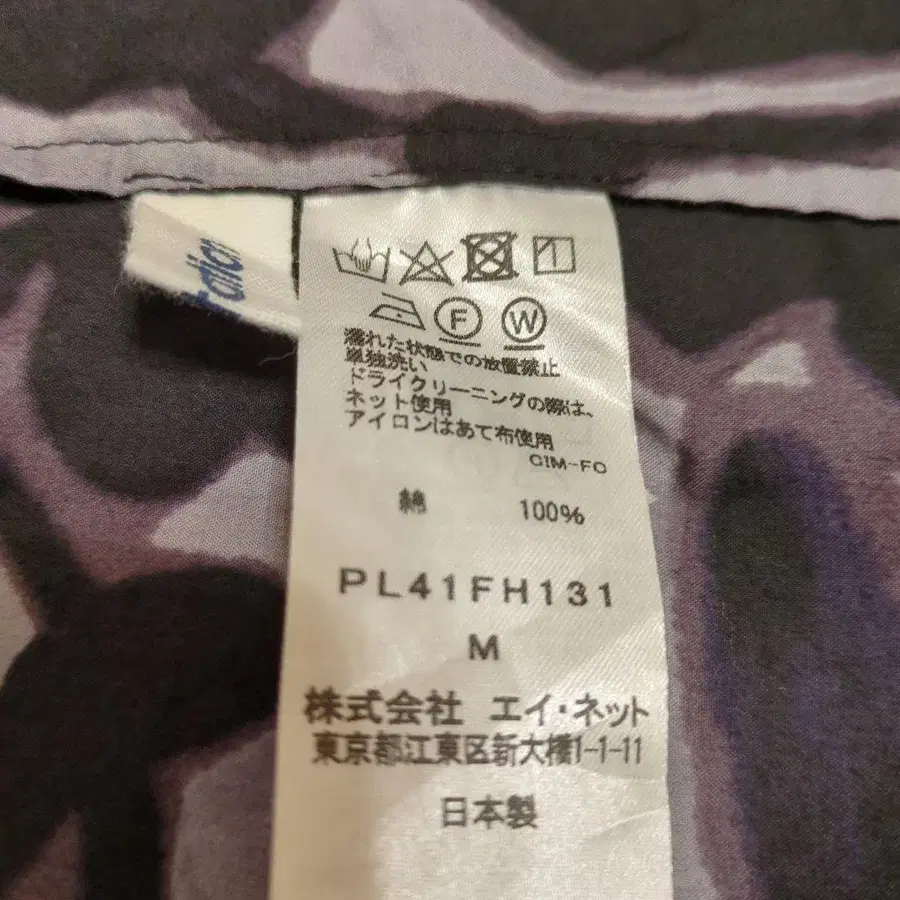 ation
F W
濡れた状態での放置禁止
単独洗い
ドライクリーニングの際は、
ネット使用
アイロンはあて布使用
GIM-FO
綿 100%
PL41FH131
M
株式会社 エイ・ネット
東京都江東区新大橋1-1-11
日本製